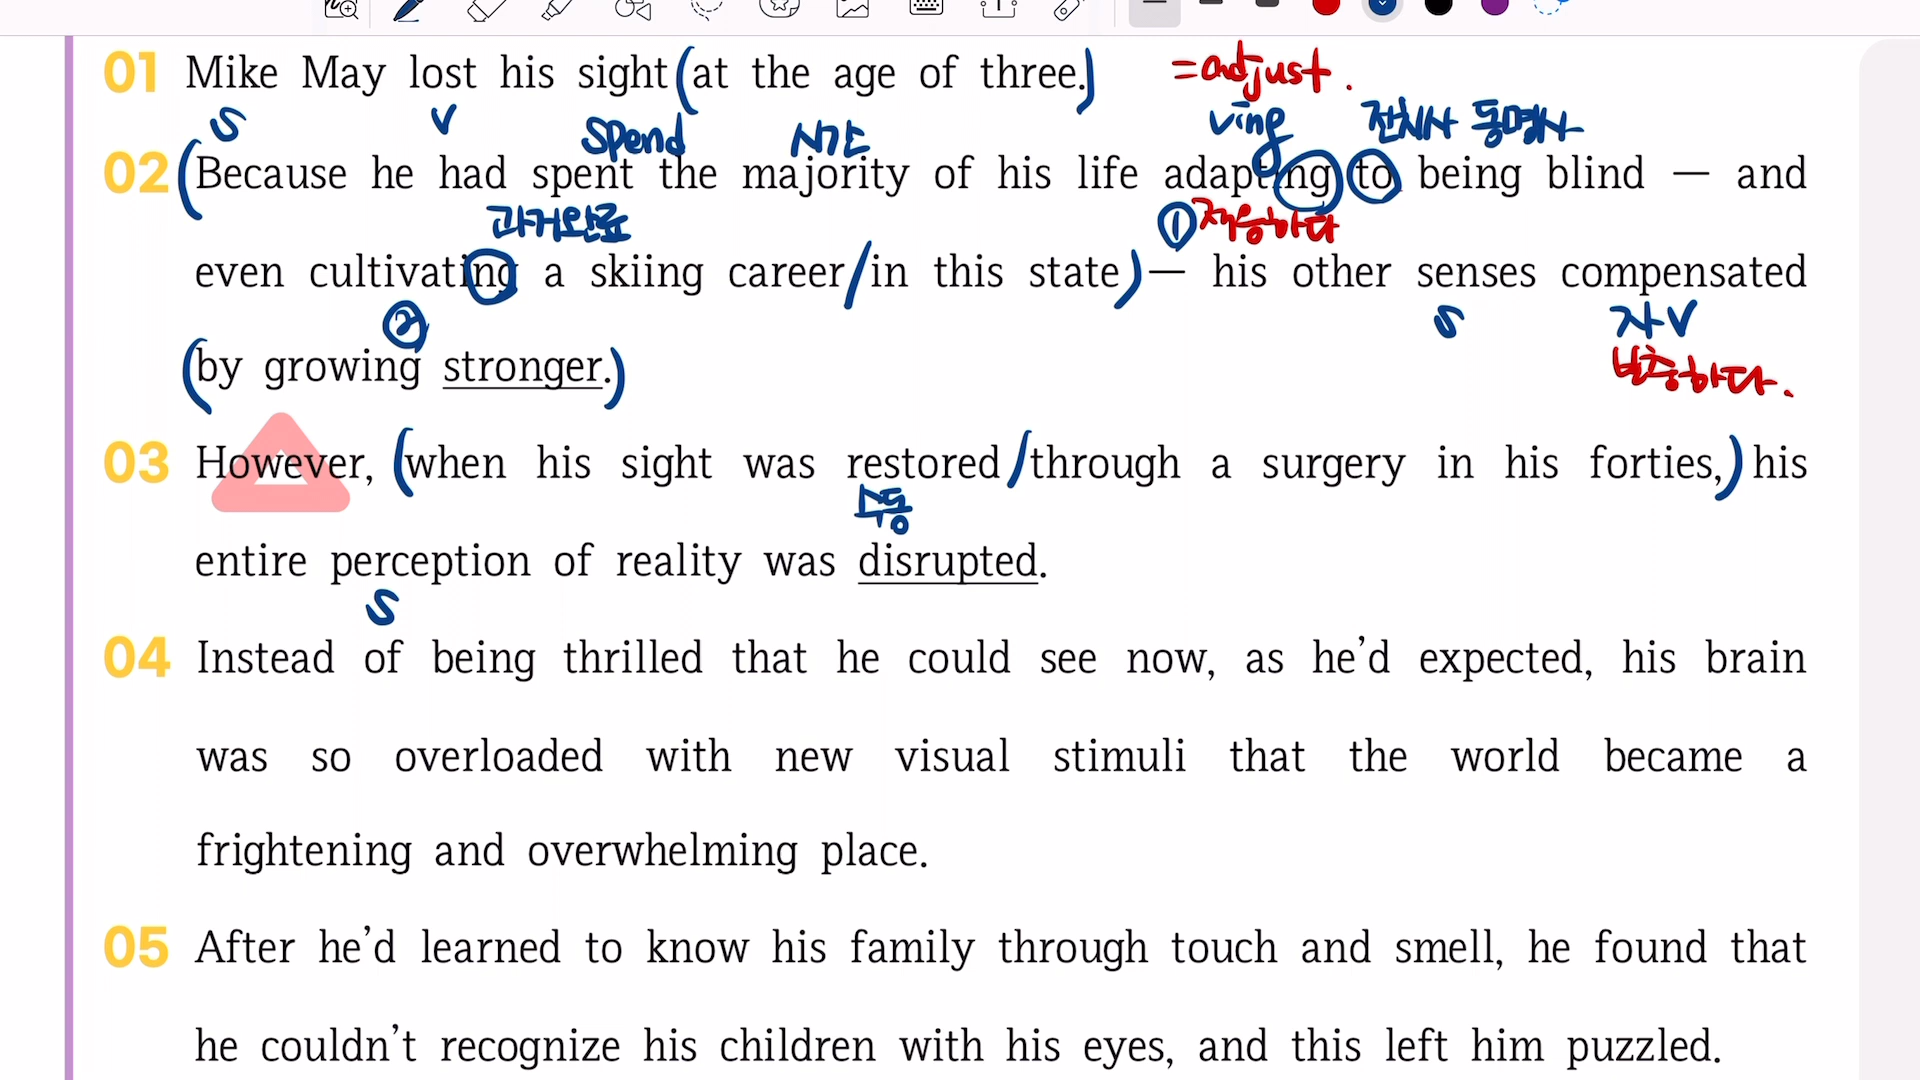 01 Mike May lost his sight (at the age of three.) =adjust.
S V spend 시간 ving 전치사 동명사
02 (Because he had spent the majority of his life adapting to being blind — and
과거완료 ① 적응하다
even cultivating a skiing career / in this state) — his other senses compensated
② S 자V
(by growing stronger.) 보충하다.
03 However, (when his sight was restored / through a surgery in his forties,) his
수동
entire perception of reality was disrupted.
S
04 Instead of being thrilled that he could see now, as he’d expected, his brain
was so overloaded with new visual stimuli that the world became a
frightening and overwhelming place.
05 After he’d learned to know his family through touch and smell, he found that
he couldn’t recognize his children with his eyes, and this left him puzzled.